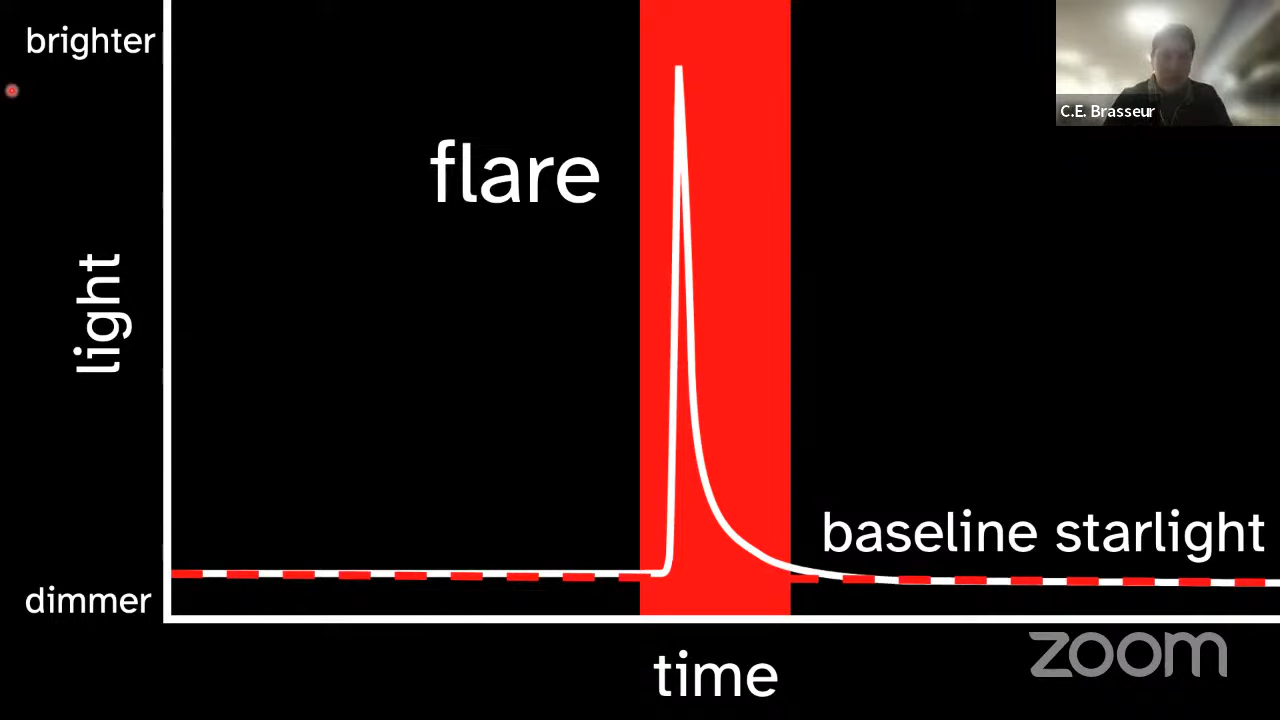 brighter
C.E. Brasseur
flare
light
baseline starlight
dimmer
zoom
time